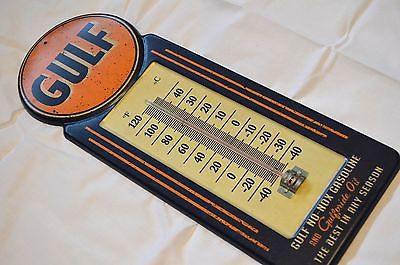 GULF
°F °C
120 40
100 30
80 20
60 10
40 0
20 -10
0 -20
-20 -30
-40 -40
GULF NO-NOX GASOLINE
AND Gulfpride Oil
THE BEST IN ANY SEASON